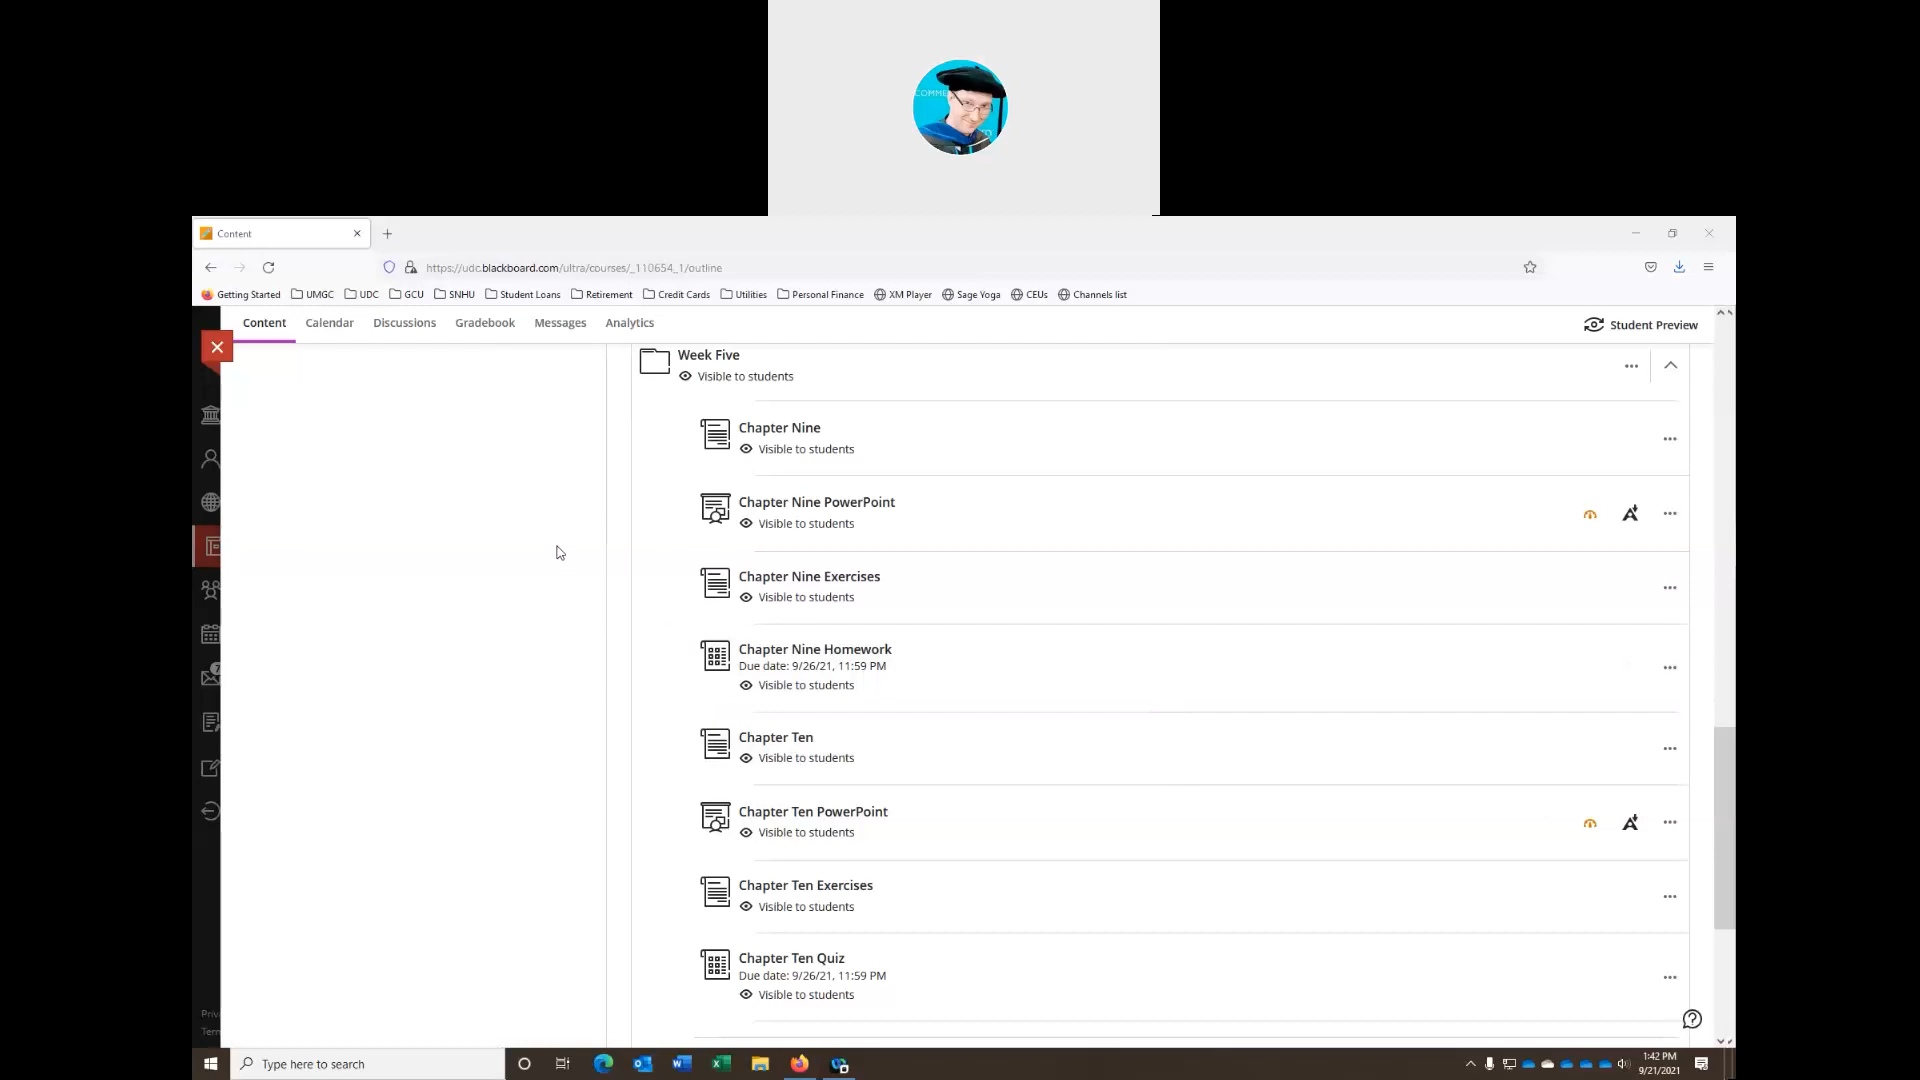 COMME
Content
https://udc.blackboard.com/ultra/courses/_110654_1/outline
Getting Started UMGC UDC GCU SNHU Student Loans Retirement Credit Cards Utilities Personal Finance XM Player Sage Yoga CEUs Channels list
Content Calendar Discussions Gradebook Messages Analytics Student Preview
Week Five
Visible to students
Chapter Nine
Visible to students
Chapter Nine PowerPoint
Visible to students
Chapter Nine Exercises
Visible to students
Chapter Nine Homework
Due date: 9/26/21, 11:59 PM
Visible to students
Chapter Ten
Visible to students
Chapter Ten PowerPoint
Visible to students
Chapter Ten Exercises
Visible to students
Chapter Ten Quiz
Due date: 9/26/21, 11:59 PM
Visible to students
Priv
Tern
Type here to search
1:42 PM
9/21/2021